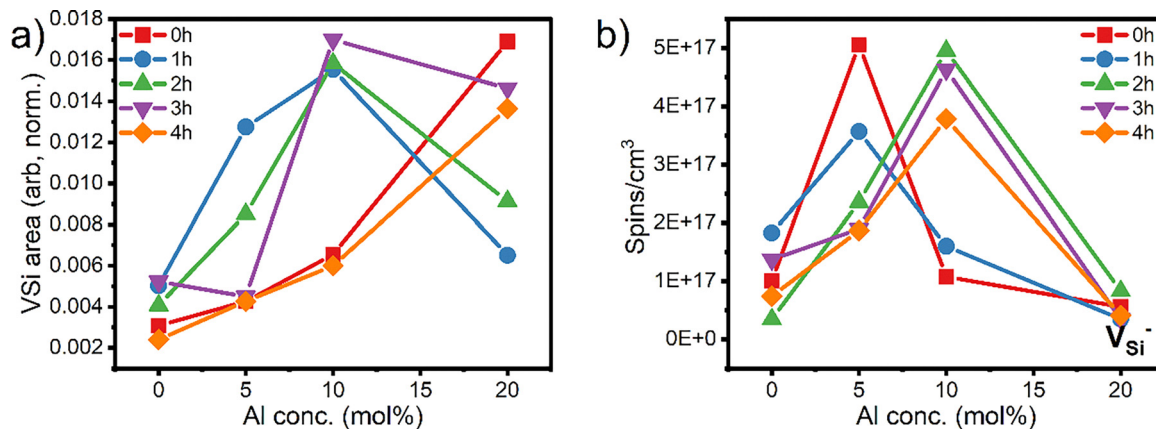 a)
VSi area (arb, norm.)
0.018
0.016
0.014
0.012
0.010
0.008
0.006
0.004
0.002
0h
1h
2h
3h
4h
0 5 10 20
Al conc. (mol%)
b)
Spins/cm³
5E+17
4E+17
3E+17
2E+17
1E+17
0E+0
0h
1h
2h
3h
4h
V_Si⁻
0 5 10 20
Al conc. (mol%)